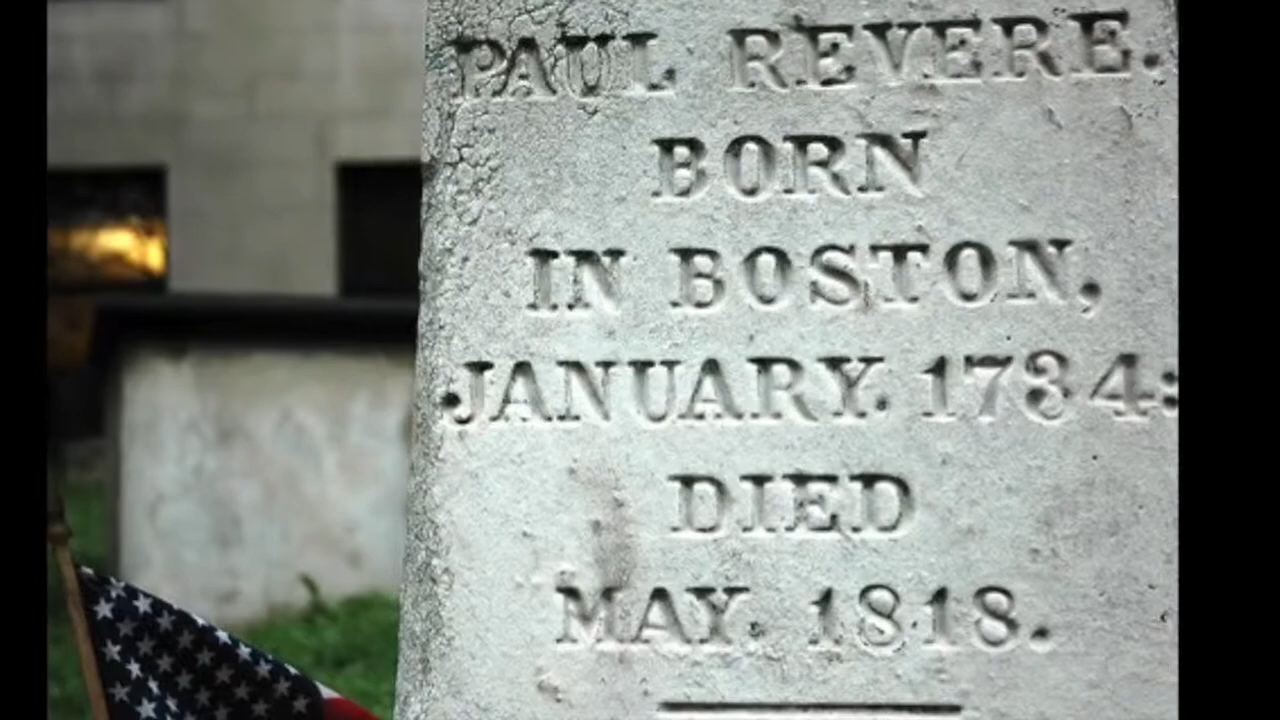 PAUL REVERE.
BORN
IN BOSTON,
JANUARY. 1734:
DIED
MAY. 1818.